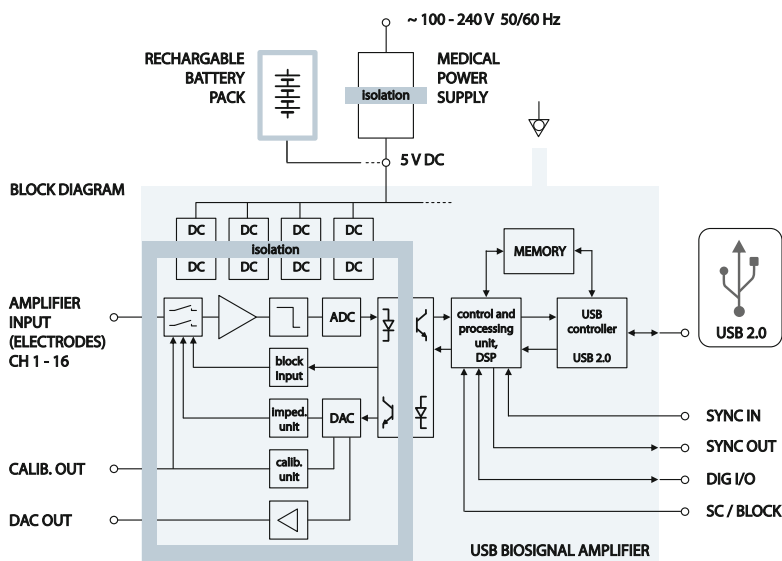 ~ 100 - 240 V 50/60 Hz
RECHARGABLE
BATTERY
PACK
MEDICAL
POWER
SUPPLY
isolation
5 V DC
BLOCK DIAGRAM
DC DC DC DC
isolation
DC DC DC DC
MEMORY
AMPLIFIER
INPUT
(ELECTRODES)
CH 1 - 16
ADC
control and
processing
unit,
DSP
USB
controller
USB 2.0
USB 2.0
block
input
imped.
unit
DAC
SYNC IN
SYNC OUT
CALIB. OUT
calib.
unit
DIG I/O
DAC OUT
SC / BLOCK
USB BIOSIGNAL AMPLIFIER